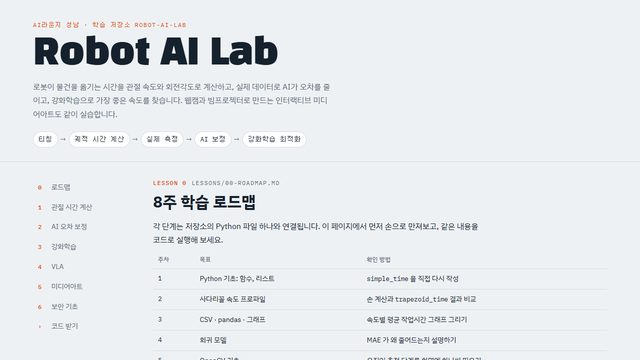 AI라운지 성남 · 학습 저장소 ROBOT-AI-LAB
Robot AI Lab
로봇이 물건을 옮기는 시간을 관절 속도와 회전각도로 계산하고, 실제 데이터로 AI가 오차를 줄
이고, 강화학습으로 가장 좋은 속도를 찾습니다. 웹캠과 빔프로젝터로 만드는 인터랙티브 미디
어아트도 같이 실습합니다.
티칭 → 궤적 시간 계산 → 실제 측정 → AI 보정 → 강화학습 최적화
0 로드맵
1 관절 시간 계산
2 AI 오차 보정
3 강화학습
4 VLA
5 미디어아트
6 보안 기초
› 코드 받기
LESSON 0 LESSONS/00-ROADMAP.MD
8주 학습 로드맵
각 단계는 저장소의 Python 파일 하나와 연결됩니다. 이 페이지에서 먼저 손으로 만져보고, 같은 내용을
코드로 실행해 보세요.
주차 목표 확인 방법
1 Python 기초: 함수, 리스트 simple_time 을 직접 다시 작성
2 사다리꼴 속도 프로파일 손 계산과 trapezoid_time 결과 비교
3 CSV · pandas · 그래프 속도별 평균 작업시간 그래프 그리기
4 회귀 모델 MAE 가 왜 줄어드는지 설명하기